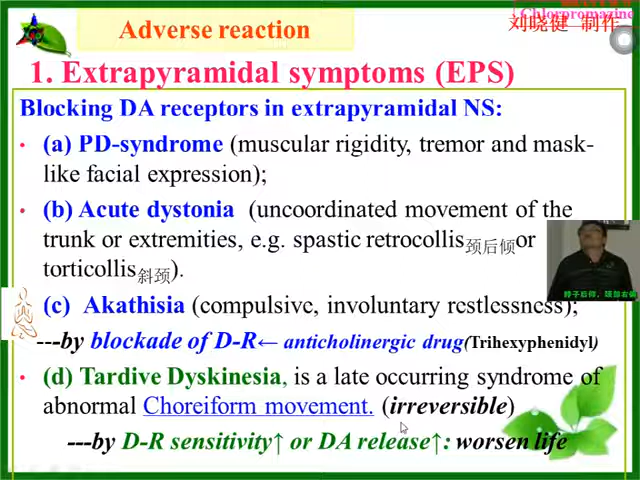 Adverse reaction
Chlorpromazine
刘晓健 制作
1. Extrapyramidal symptoms (EPS)
Blocking DA receptors in extrapyramidal NS:
• (a) PD-syndrome (muscular rigidity, tremor and mask-
like facial expression);
• (b) Acute dystonia (uncoordinated movement of the
trunk or extremities, e.g. spastic retrocollis颈后倾or
torticollis斜颈).
(c) Akathisia (compulsive, involuntary restlessness);
---by blockade of D-R← anticholinergic drug(Trihexyphenidyl)
• (d) Tardive Dyskinesia, is a late occurring syndrome of
abnormal Choreiform movement. (irreversible)
---by D-R sensitivity↑ or DA release↑: worsen life